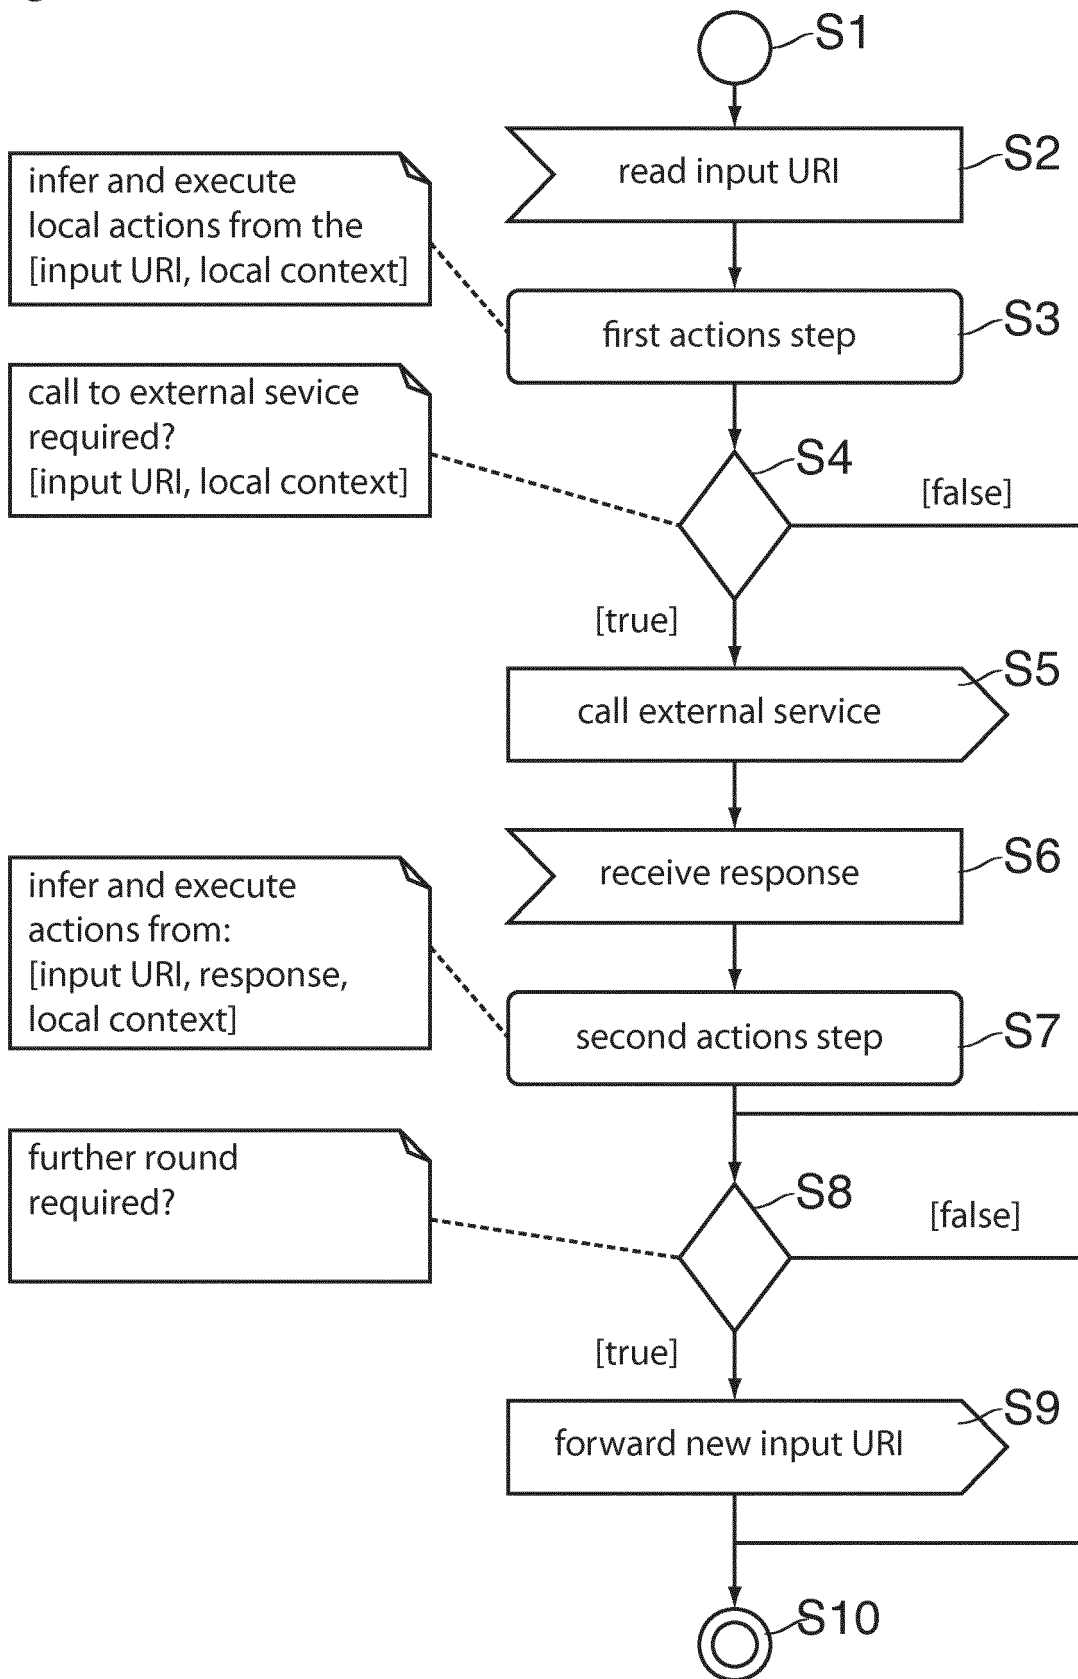 S1
read input URI
S2
infer and execute
local actions from the
[input URI, local context]
first actions step
S3
call to external sevice
required?
[input URI, local context]
S4
[false]
[true]
call external service
S5
receive response
S6
infer and execute
actions from:
[input URI, response,
local context]
second actions step
S7
further round
required?
S8
[false]
[true]
forward new input URI
S9
S10